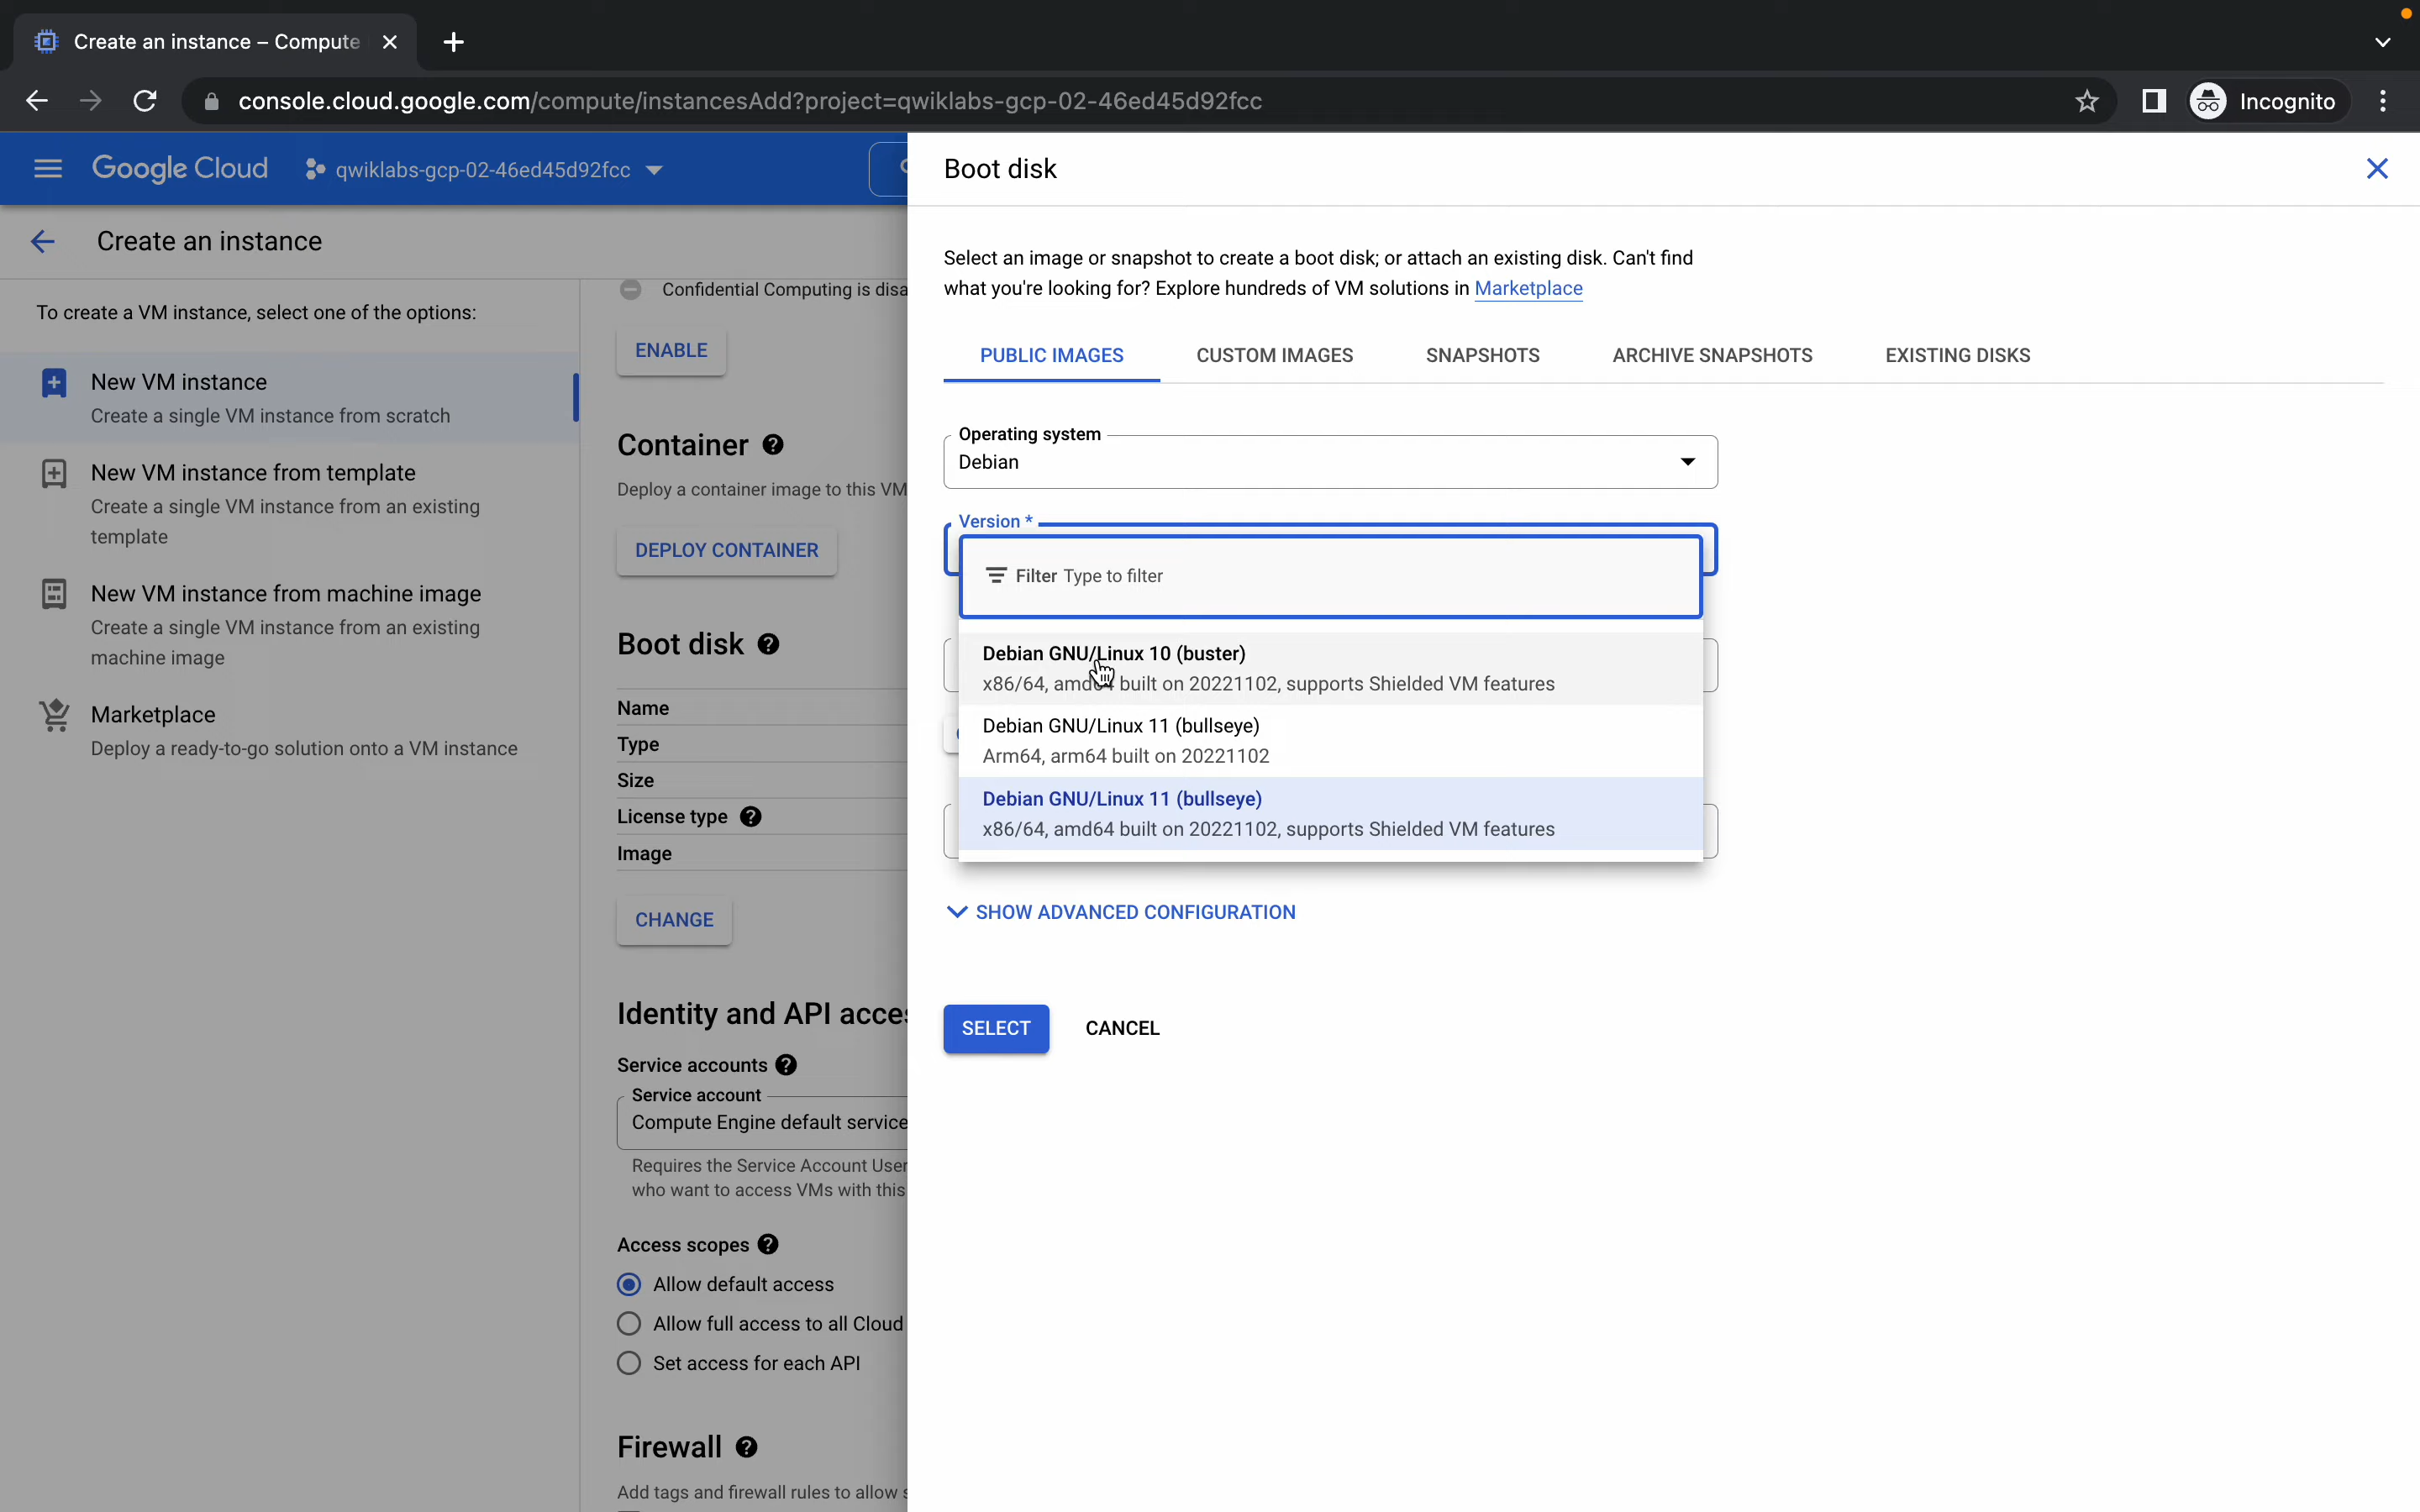 Create an instance – Compute
console.cloud.google.com/compute/instancesAdd?project=qwiklabs-gcp-02-46ed45d92fcc
Incognito
Google Cloud
qwiklabs-gcp-02-46ed45d92fcc
Create an instance
To create a VM instance, select one of the options:
New VM instance
Create a single VM instance from scratch
New VM instance from template
Create a single VM instance from an existing
template
New VM instance from machine image
Create a single VM instance from an existing
machine image
Marketplace
Deploy a ready-to-go solution onto a VM instance
Confidential Computing is disa
ENABLE
Container
Deploy a container image to this VM
DEPLOY CONTAINER
Boot disk
Name
Type
Size
License type
Image
CHANGE
Identity and API acces
Service accounts
Service account
Compute Engine default service
Requires the Service Account User
who want to access VMs with this
Access scopes
Allow default access
Allow full access to all Cloud
Set access for each API
Firewall
Add tags and firewall rules to allow s
Boot disk
Select an image or snapshot to create a boot disk; or attach an existing disk. Can't find
what you're looking for? Explore hundreds of VM solutions in Marketplace
PUBLIC IMAGES
CUSTOM IMAGES
SNAPSHOTS
ARCHIVE SNAPSHOTS
EXISTING DISKS
Operating system
Debian
Version *
Filter Type to filter
Debian GNU/Linux 10 (buster)
x86/64, amd64 built on 20221102, supports Shielded VM features
Debian GNU/Linux 11 (bullseye)
Arm64, arm64 built on 20221102
Debian GNU/Linux 11 (bullseye)
x86/64, amd64 built on 20221102, supports Shielded VM features
SHOW ADVANCED CONFIGURATION
SELECT
CANCEL